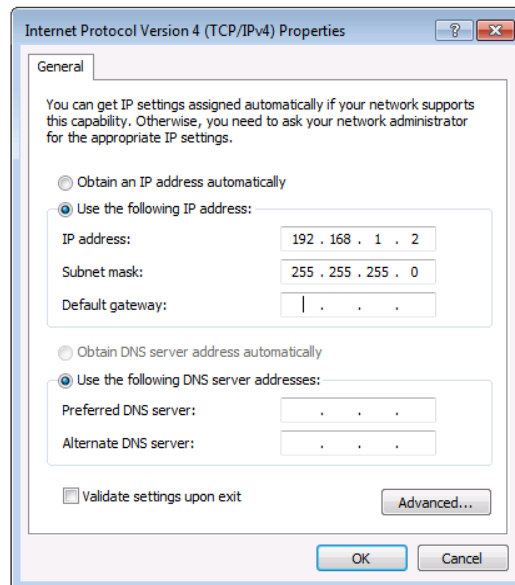 Internet Protocol Version 4 (TCP/IPv4) Properties
General
You can get IP settings assigned automatically if your network supports
this capability. Otherwise, you need to ask your network administrator
for the appropriate IP settings.
Obtain an IP address automatically
Use the following IP address:
IP address: 192 . 168 . 1 . 2
Subnet mask: 255 . 255 . 255 . 0
Default gateway: . . .
Obtain DNS server address automatically
Use the following DNS server addresses:
Preferred DNS server: . . .
Alternate DNS server: . . .
Validate settings upon exit
Advanced...
OK Cancel